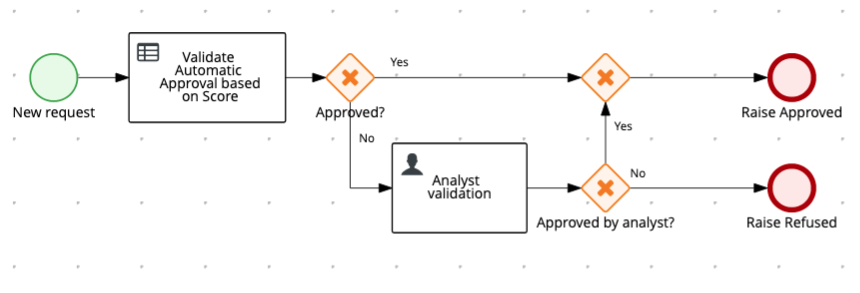 New request
Validate
Automatic
Approval based
on Score
Approved?
Yes
No
Analyst
validation
Yes
Approved by analyst?
No
Raise Approved
Raise Refused